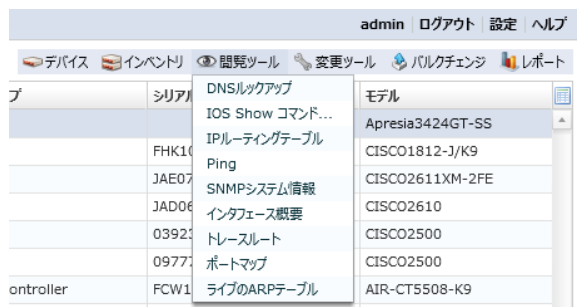 admin ログアウト 設定 ヘルプ
デバイス インベントリ 閲覧ツール 変更ツール バルクチェンジ レポート
プ シリアル モデル
DNSルックアップ
IOS Show コマンド...
IPルーティングテーブル
Ping
SNMPシステム情報
インタフェース概要
トレースルート
ポートマップ
ライブのARPテーブル
Apresia3424GT-SS
FHK10 CISCO1812-J/K9
JAE07 CISCO2611XM-2FE
JAD06 CISCO2610
03923 CISCO2500
09777 CISCO2500
ontroller FCW1 AIR-CT5508-K9